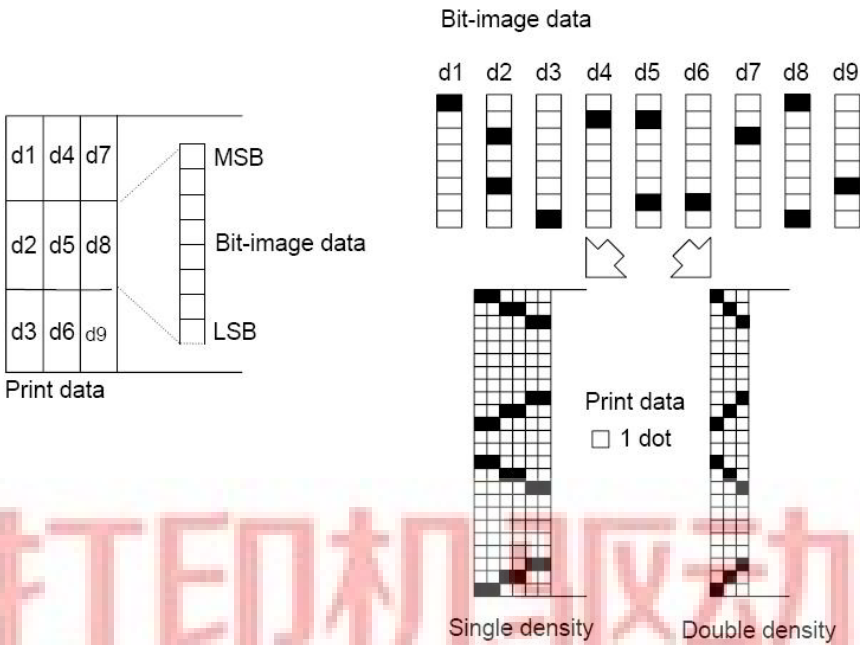 Bit-image data
d1 d2 d3 d4 d5 d6 d7 d8 d9
d1 d4 d7
d2 d5 d8
d3 d6 d9
MSB
Bit-image data
LSB
Print data
Print data
1 dot
Single density
Double density
打印机驱动